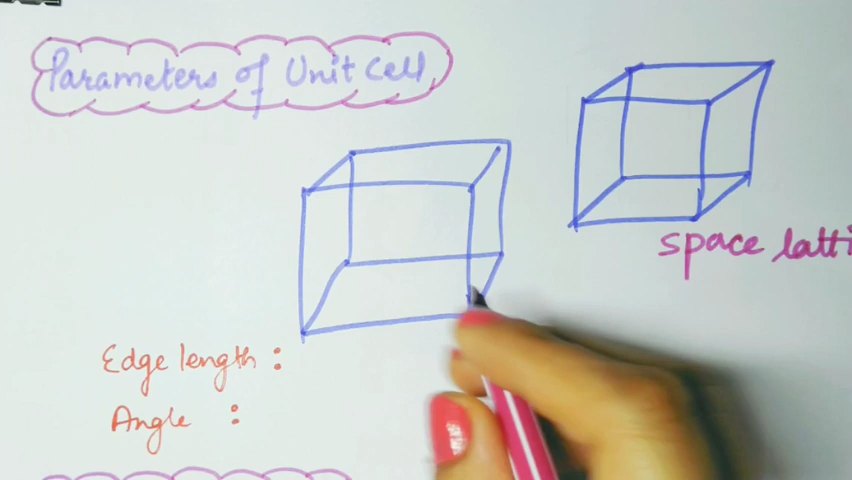 Parameters of Unit Cell
space latti
Edge length :
Angle :